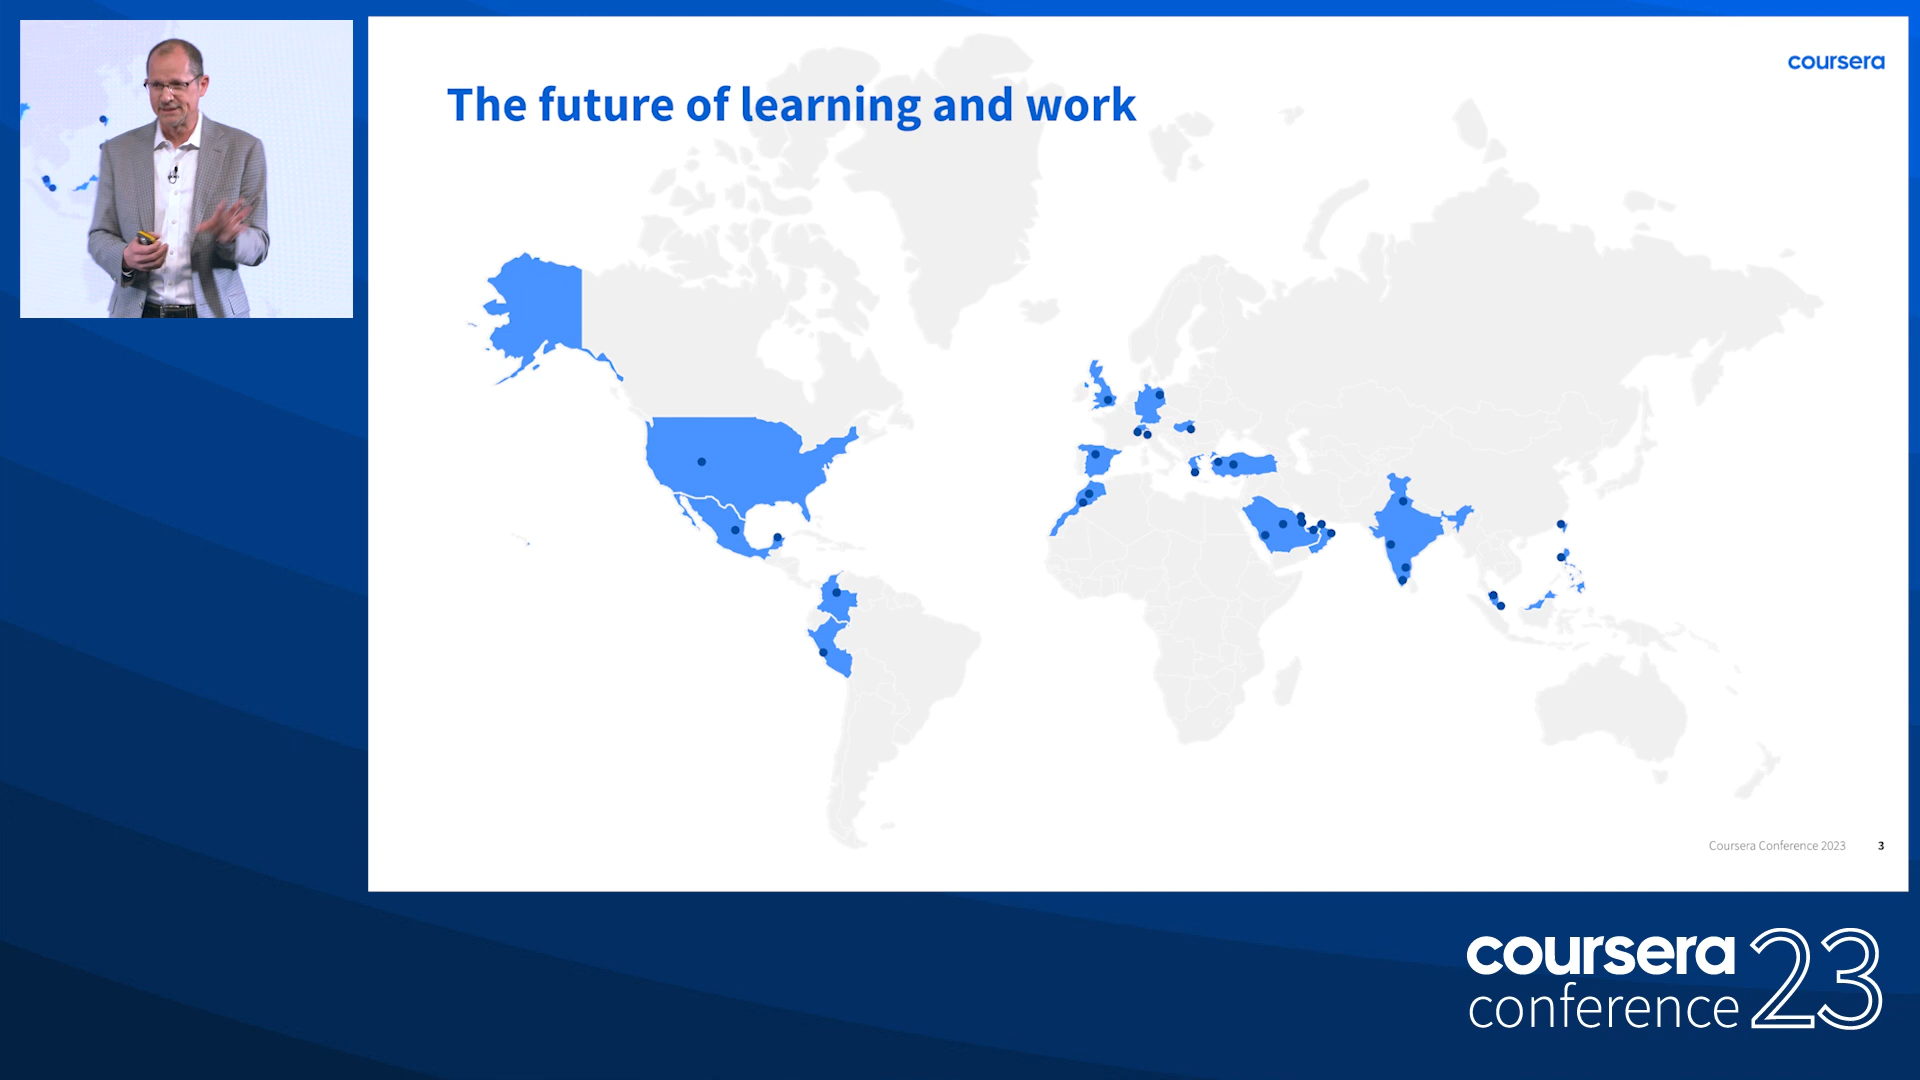 coursera
The future of learning and work
Coursera Conference 2023 3
coursera
conference 23